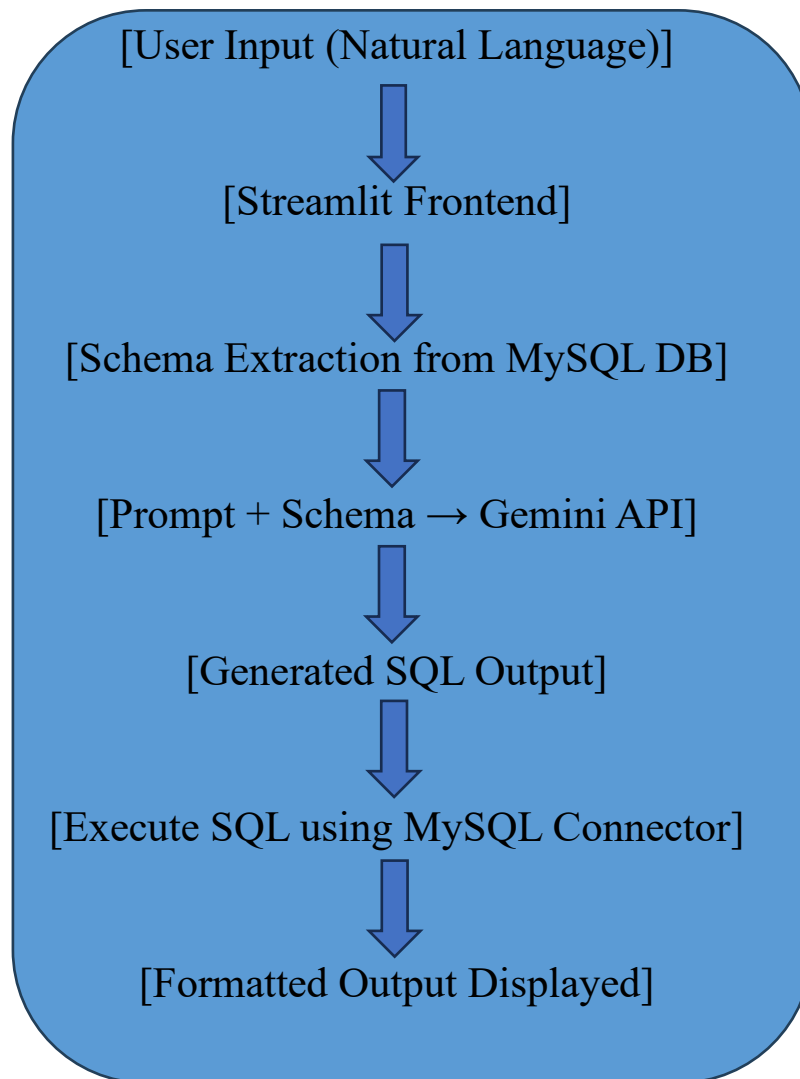 [User Input (Natural Language)]
[Streamlit Frontend]
[Schema Extraction from MySQL DB]
[Prompt + Schema → Gemini API]
[Generated SQL Output]
[Execute SQL using MySQL Connector]
[Formatted Output Displayed]